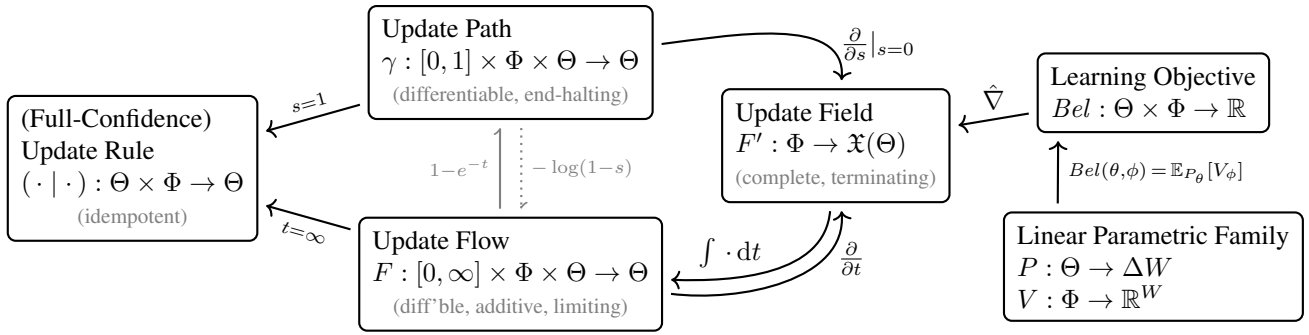 Update Path
γ : [0, 1] × Φ × Θ → Θ
(differentiable, end-halting)
∂/∂s |s=0
Learning Objective
Bel : Θ × Φ → ℝ
∇̂
Update Field
F′ : Φ → 𝔛(Θ)
(complete, terminating)
(Full-Confidence)
Update Rule
( · | · ) : Θ × Φ → Θ
(idempotent)
s=1
1−e^{−t}
− log(1−s)
Bel(θ,ϕ) = 𝔼_{P_θ}[V_ϕ]
t=∞
Update Flow
F : [0, ∞] × Φ × Θ → Θ
(diff’ble, additive, limiting)
∫ · dt
∂/∂t
Linear Parametric Family
P : Θ → ΔW
V : Φ → ℝ^W